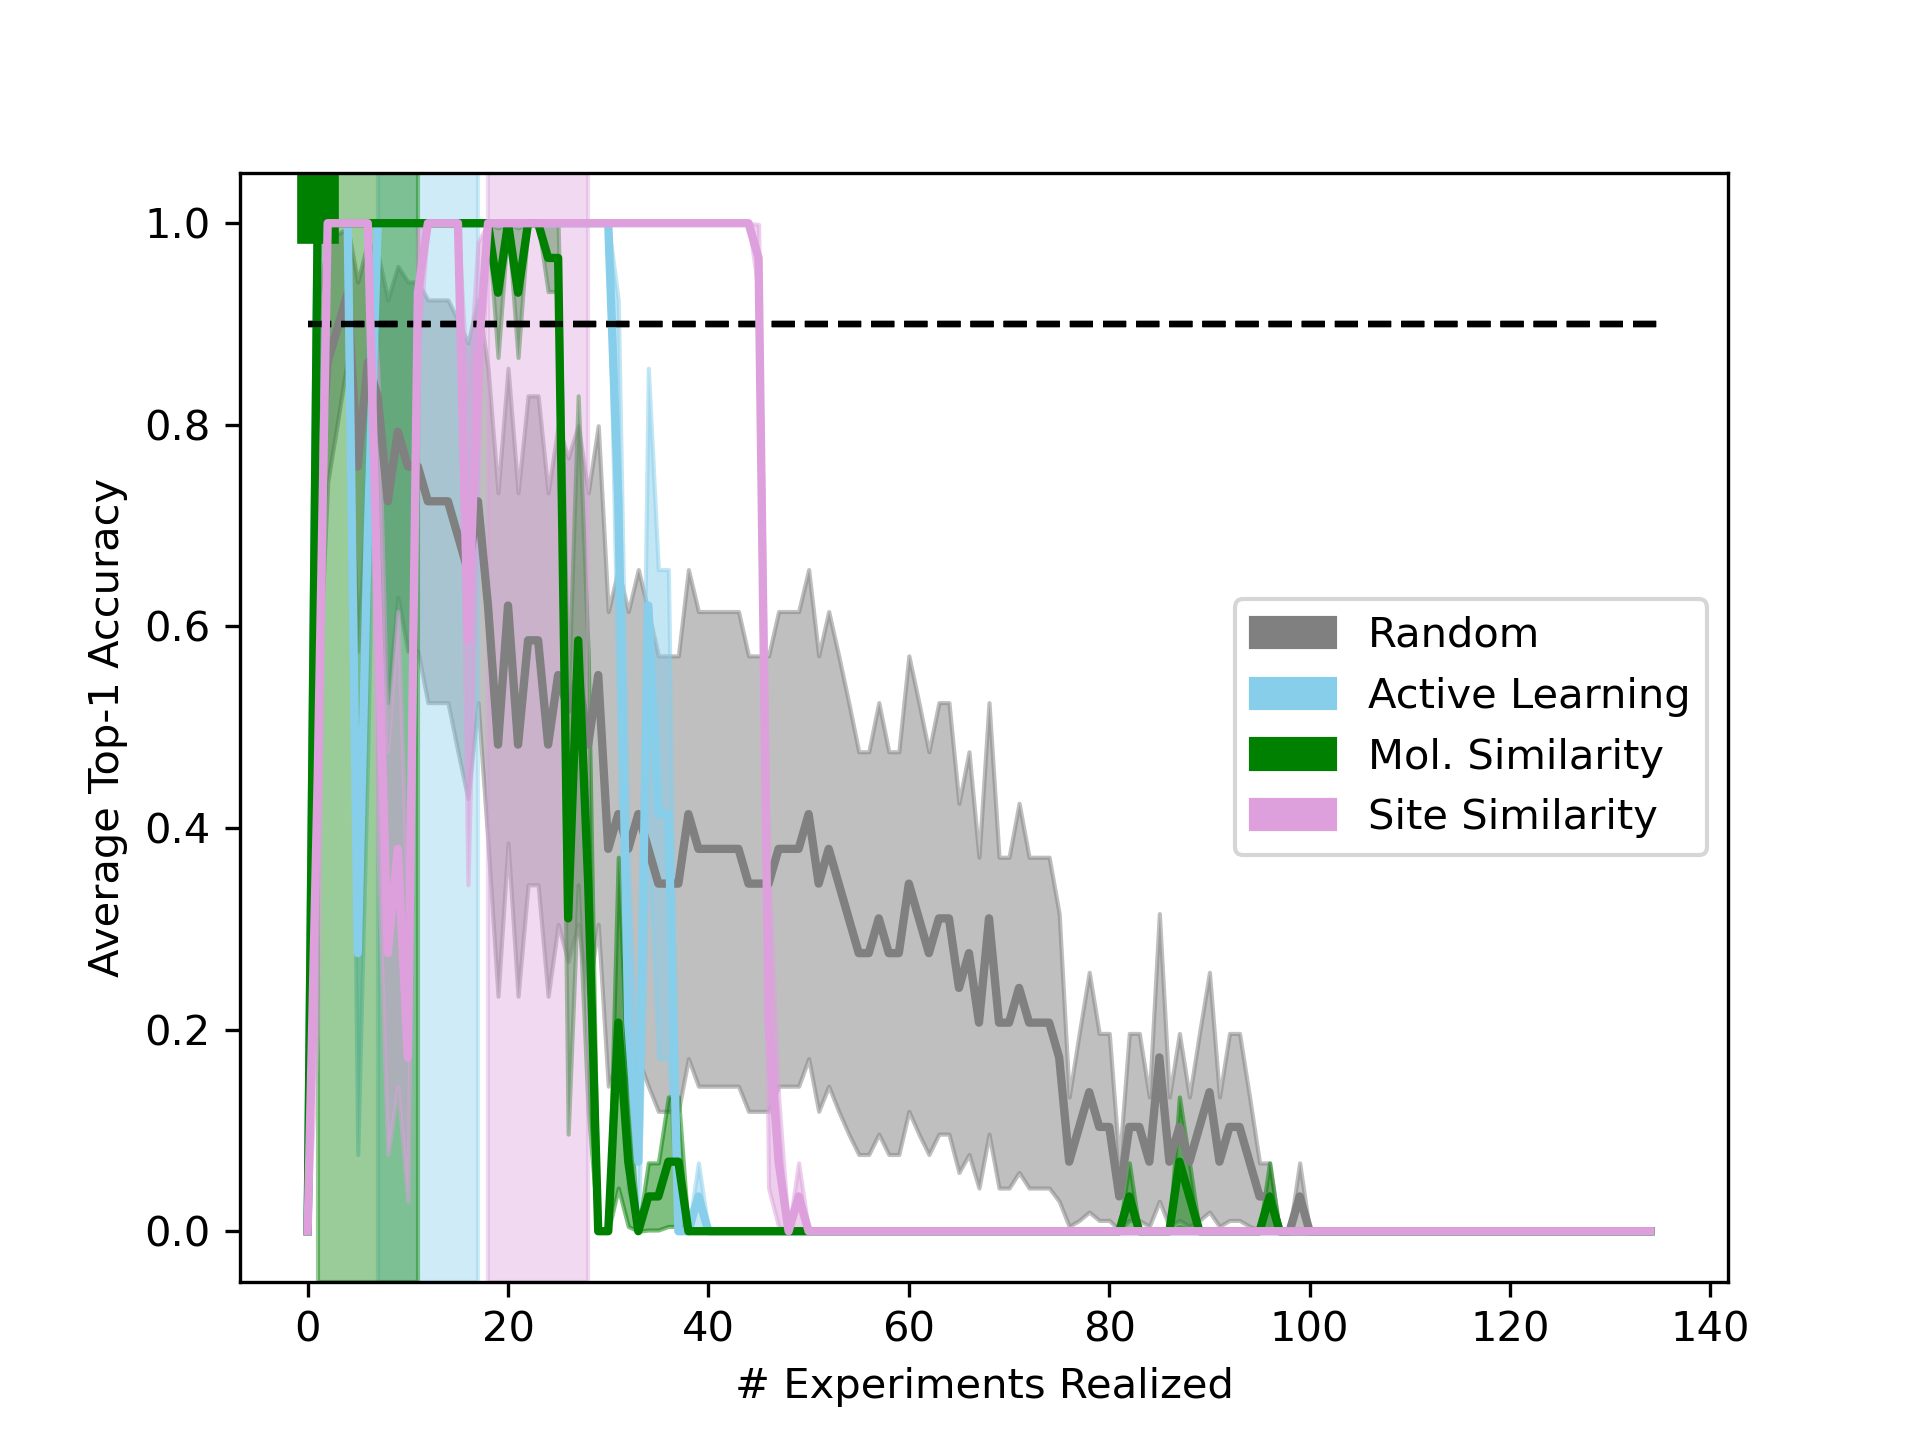 1.0
0.8
0.6
0.4
0.2
0.0
Average Top-1 Accuracy
Random
Active Learning
Mol. Similarity
Site Similarity
0 20 40 60 80 100 120 140
# Experiments Realized